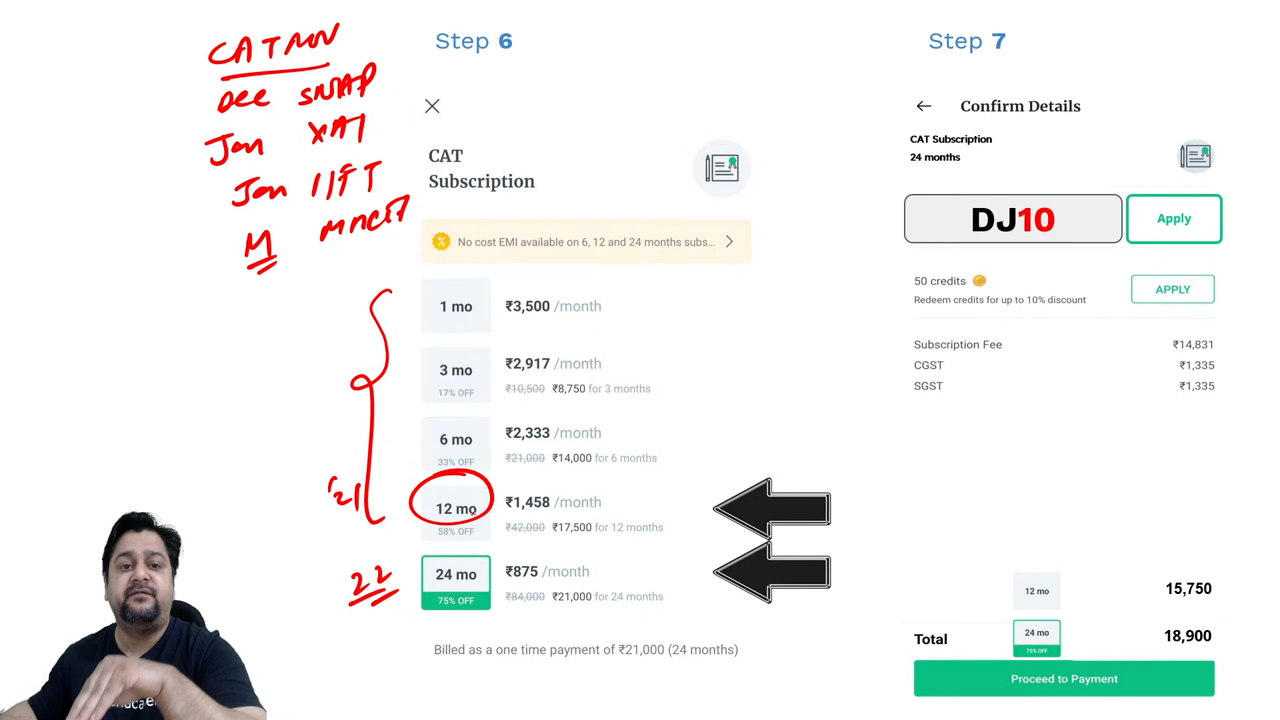 CAT MN
Dec SNAP
Jan XAT
Jan IIFT
M
'21
22
Step 6
CAT
Subscription
No cost EMI available on 6, 12 and 24 months subs...
1 mo
₹3,500 /month
3 mo
17% OFF
₹2,917 /month
₹10,500 ₹8,750 for 3 months
6 mo
33% OFF
₹2,333 /month
₹21,000 ₹14,000 for 6 months
12 mo
58% OFF
₹1,458 /month
₹42,000 ₹17,500 for 12 months
24 mo
75% OFF
₹875 /month
₹84,000 ₹21,000 for 24 months
Billed as a one time payment of ₹21,000 (24 months)
Step 7
Confirm Details
CAT Subscription
24 months
DJ10
Apply
50 credits
Redeem credits for up to 10% discount
APPLY
Subscription Fee ₹14,831
CGST ₹1,335
SGST ₹1,335
12 mo 15,750
Total 24 mo 18,900
75% OFF
Proceed to Payment